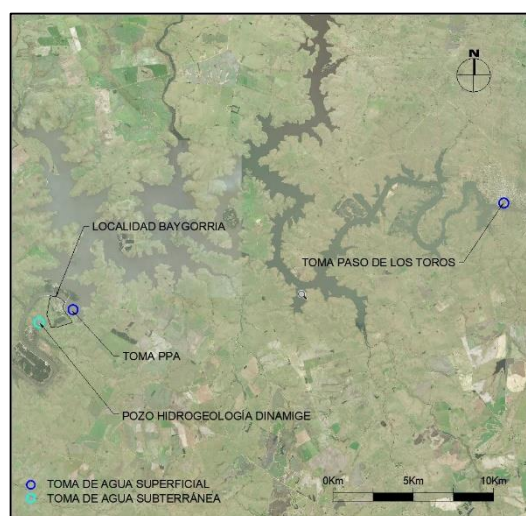 N
LOCALIDAD BAYGORRIA
TOMA PASO DE LOS TOROS
TOMA PPA
POZO HIDROGEOLOGÍA DINAMIGE
TOMA DE AGUA SUPERFICIAL
TOMA DE AGUA SUBTERRÁNEA
0Km 5Km 10Km